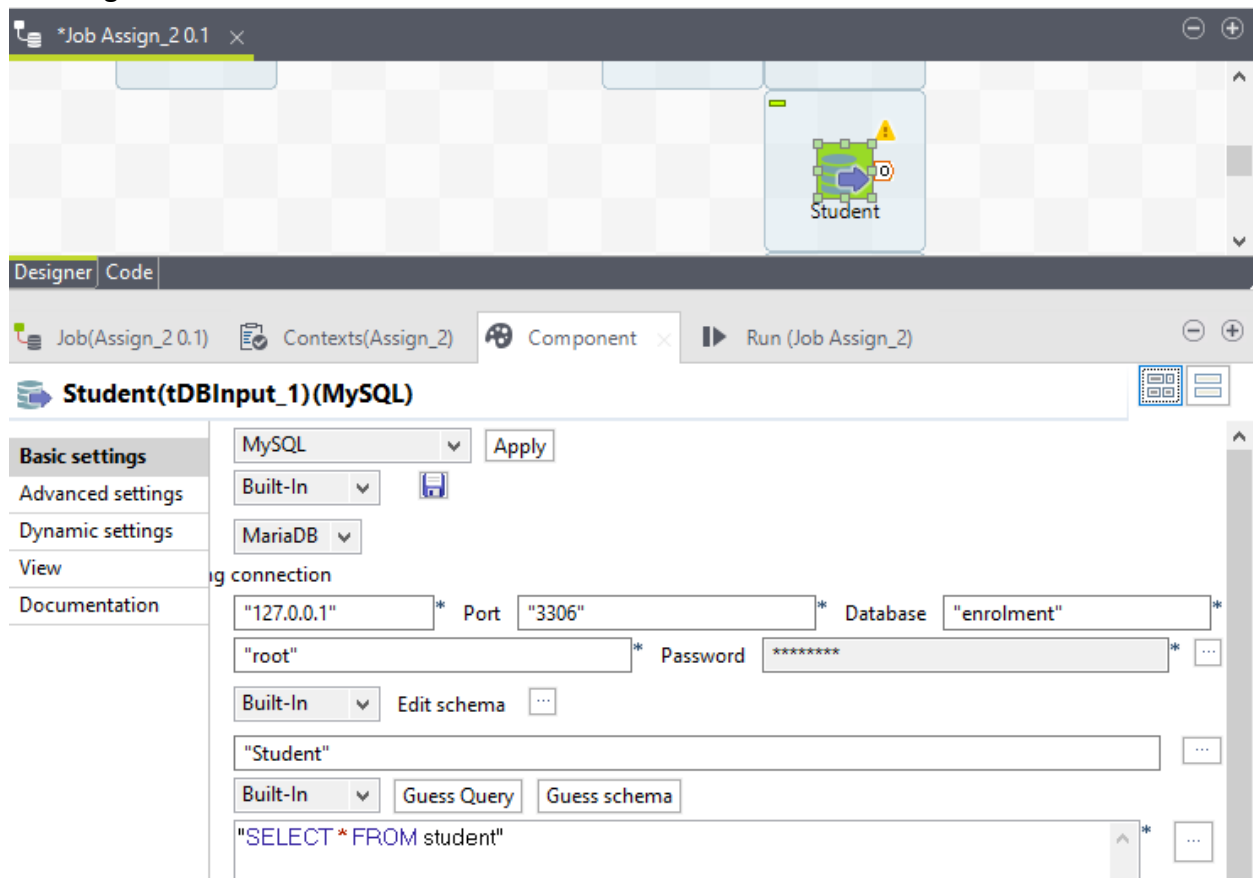 *Job Assign_2 0.1
Student
Designer Code
Job(Assign_2 0.1) Contexts(Assign_2) Component Run (Job Assign_2)
Student(tDBInput_1)(MySQL)
Basic settings
Advanced settings
Dynamic settings
View
Documentation
MySQL Apply
Built-In
MariaDB
ng connection
"127.0.0.1" * Port "3306" * Database "enrolment" *
"root" * Password ******** * ...
Built-In Edit schema ...
"Student" ...
Built-In Guess Query Guess schema
"SELECT * FROM student" * ...